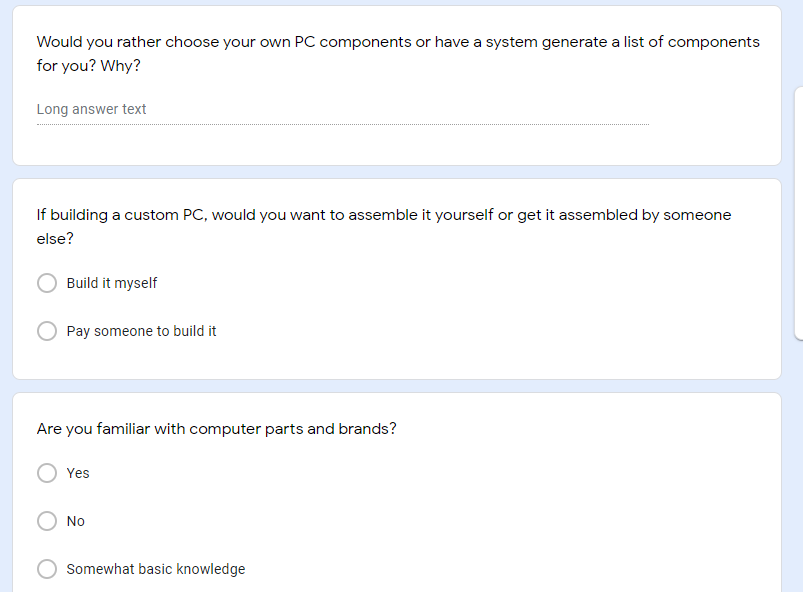 Would you rather choose your own PC components or have a system generate a list of components
for you? Why?
Long answer text
If building a custom PC, would you want to assemble it yourself or get it assembled by someone
else?
Build it myself
Pay someone to build it
Are you familiar with computer parts and brands?
Yes
No
Somewhat basic knowledge